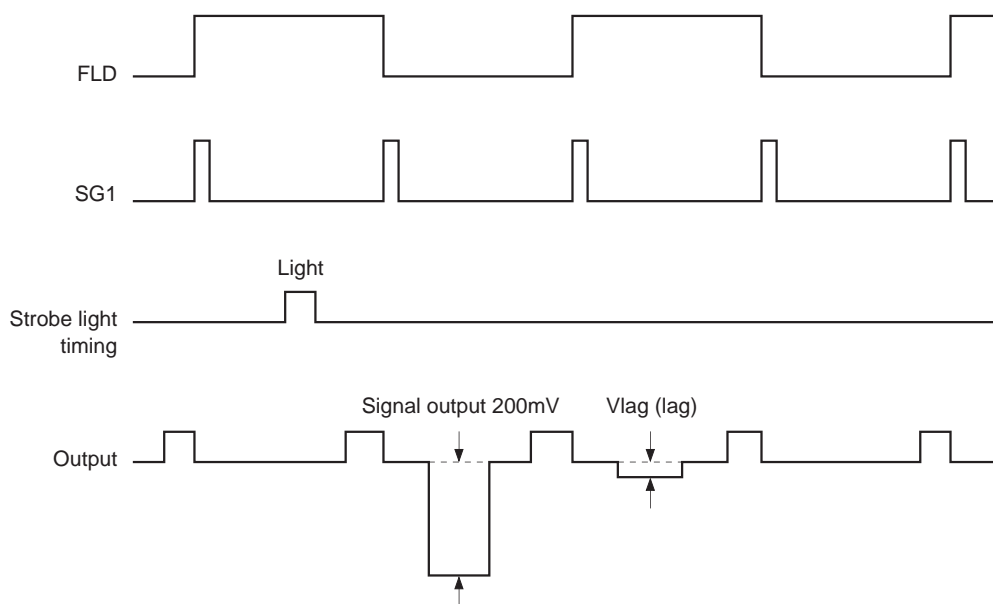 FLD
SG1
Light
Strobe light
timing
Signal output 200mV
Vlag (lag)
Output